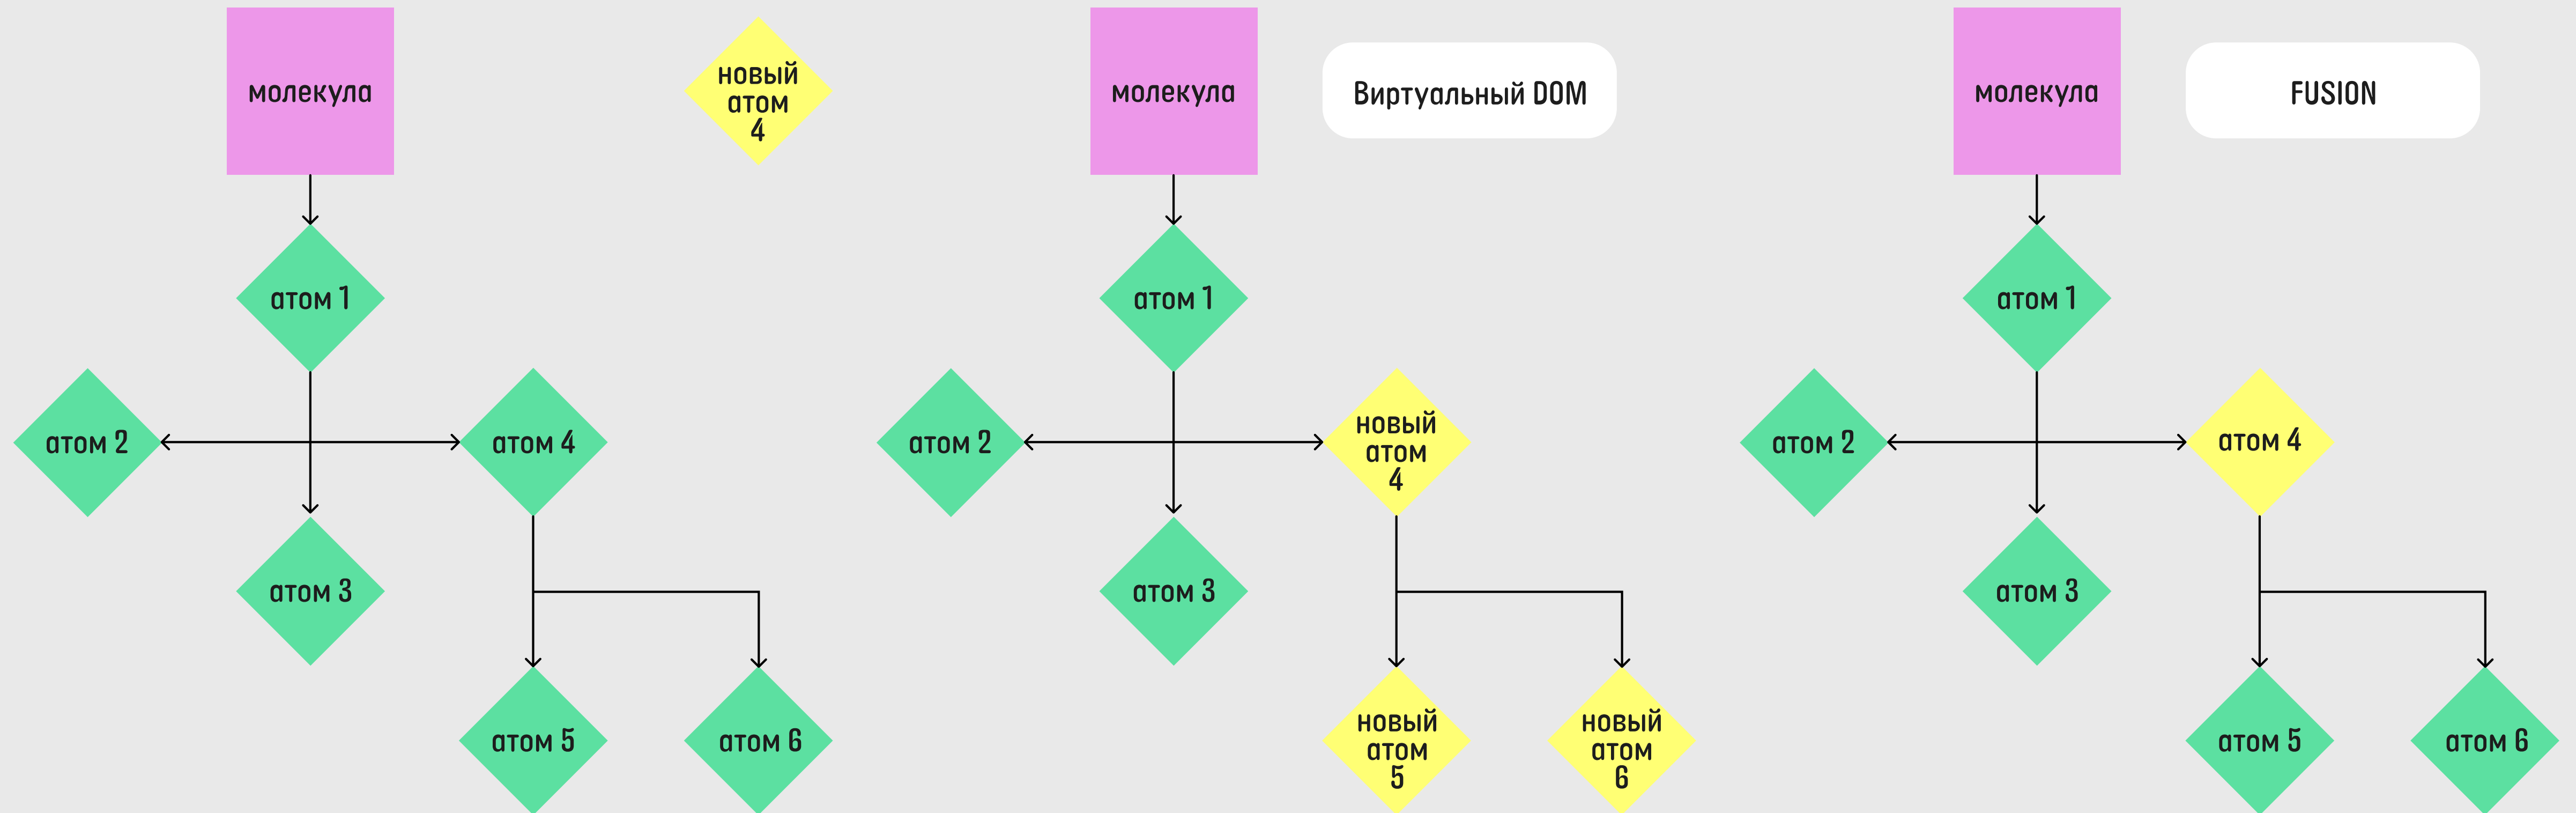 молекула
новый
атом
4
атом 1
атом 2
атом 4
атом 3
атом 5
атом 6
молекула
Виртуальный DOM
атом 1
атом 2
новый
атом
4
атом 3
новый
атом
5
новый
атом
6
молекула
FUSION
атом 1
атом 2
атом 4
атом 3
атом 5
атом 6